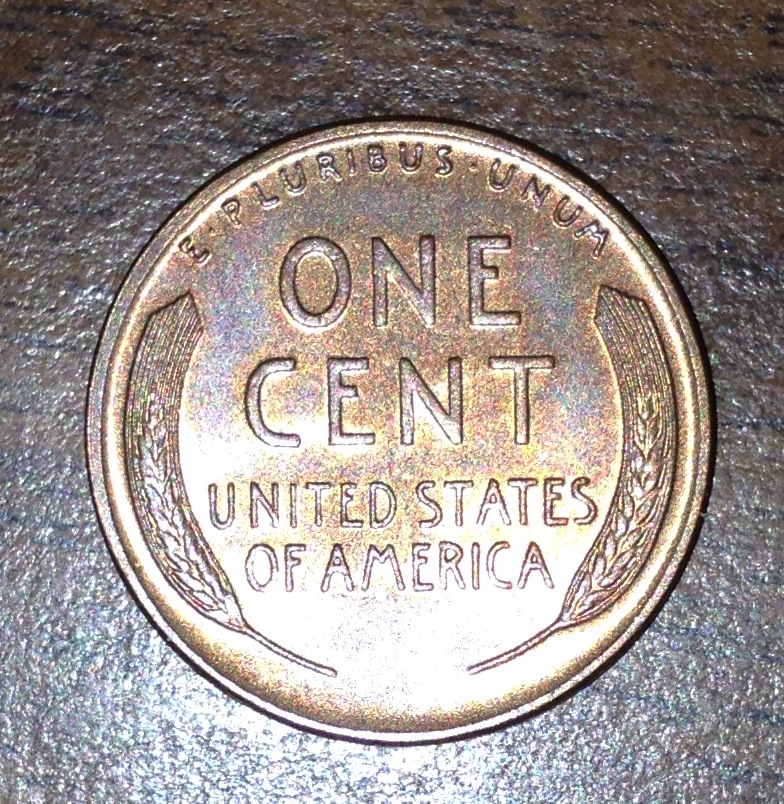 E·PLURIBUS·UNUM
ONE
CENT
UNITED STATES
OF AMERICA